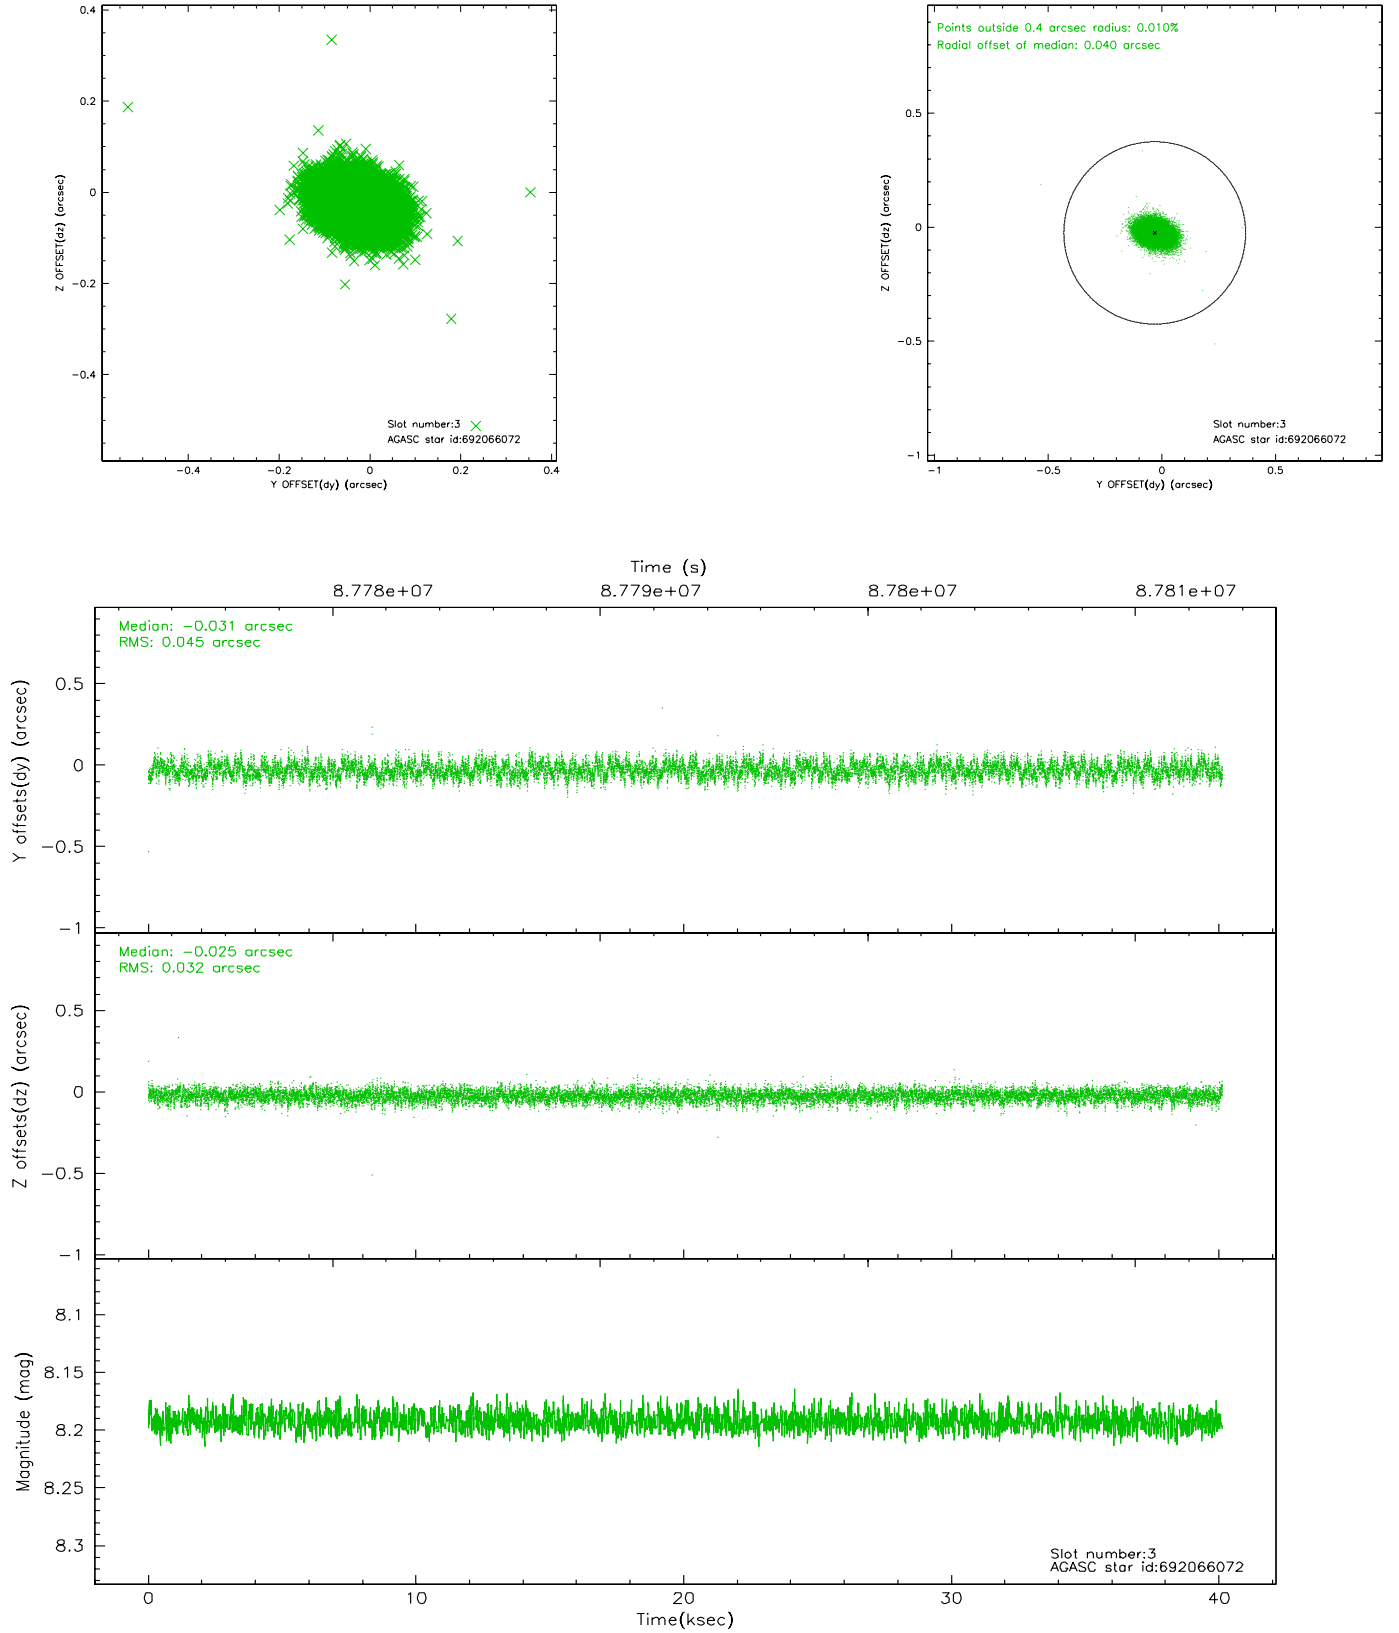 0.4
0.2
0
−0.2
−0.4
Z OFFSET(dz) (arcsec)
Slot number:3
AGASC star id:692066072
−0.4 −0.2 0 0.2 0.4
Y OFFSET(dy) (arcsec)
Points outside 0.4 arcsec radius: 0.010%
Radial offset of median: 0.040 arcsec
0.5
0
−0.5
−1
Z OFFSET(dz) (arcsec)
Slot number:3
AGASC star id:692066072
−1 −0.5 0 0.5
Y OFFSET(dy) (arcsec)
Time (s)
8.778e+07 8.779e+07 8.78e+07 8.781e+07
Median: −0.031 arcsec
RMS: 0.045 arcsec
0.5
0
−0.5
−1
Y offsets(dy) (arcsec)
Median: −0.025 arcsec
RMS: 0.032 arcsec
0.5
0
−0.5
−1
Z offsets(dz) (arcsec)
8.1
8.15
8.2
8.25
8.3
Magnitude (mag)
Slot number:3
AGASC star id:692066072
0 10 20 30 40
Time(ksec)